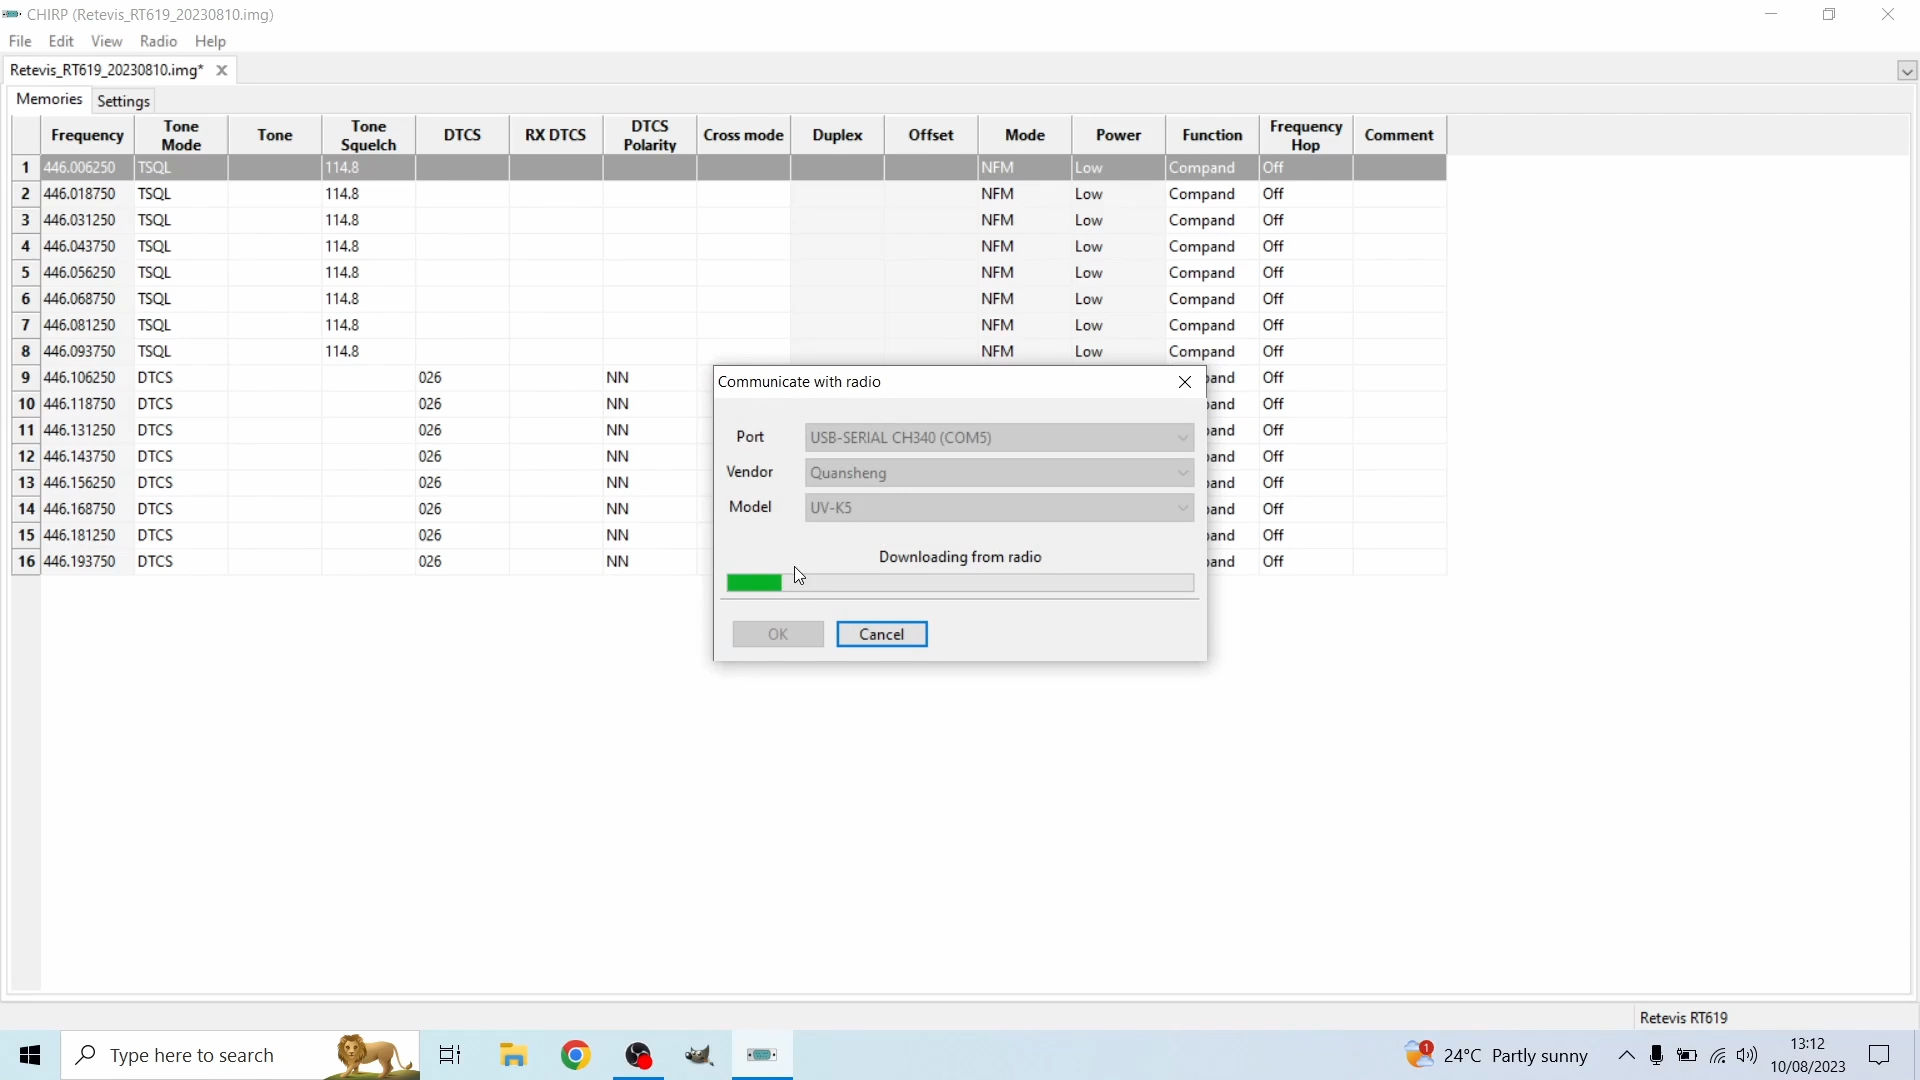 CHIRP (Retevis_RT619_20230810.img)
File Edit View Radio Help
Retevis_RT619_20230810.img*
Memories Settings
Frequency Tone Mode Tone Tone Squelch DTCS RX DTCS DTCS Polarity Cross mode Duplex Offset Mode Power Function Frequency Hop Comment
1 446.006250 TSQL 114.8 NFM Low Compand Off
2 446.018750 TSQL 114.8 NFM Low Compand Off
3 446.031250 TSQL 114.8 NFM Low Compand Off
4 446.043750 TSQL 114.8 NFM Low Compand Off
5 446.056250 TSQL 114.8 NFM Low Compand Off
6 446.068750 TSQL 114.8 NFM Low Compand Off
7 446.081250 TSQL 114.8 NFM Low Compand Off
8 446.093750 TSQL 114.8 NFM Low Compand Off
9 446.106250 DTCS 026 NN and Off
10 446.118750 DTCS 026 NN and Off
11 446.131250 DTCS 026 NN and Off
12 446.143750 DTCS 026 NN and Off
13 446.156250 DTCS 026 NN and Off
14 446.168750 DTCS 026 NN and Off
15 446.181250 DTCS 026 NN and Off
16 446.193750 DTCS 026 NN and Off
Communicate with radio
Port USB-SERIAL CH340 (COM5)
Vendor Quansheng
Model UV-K5
Downloading from radio
OK Cancel
Retevis RT619
Type here to search
1
24°C Partly sunny
13:12
10/08/2023